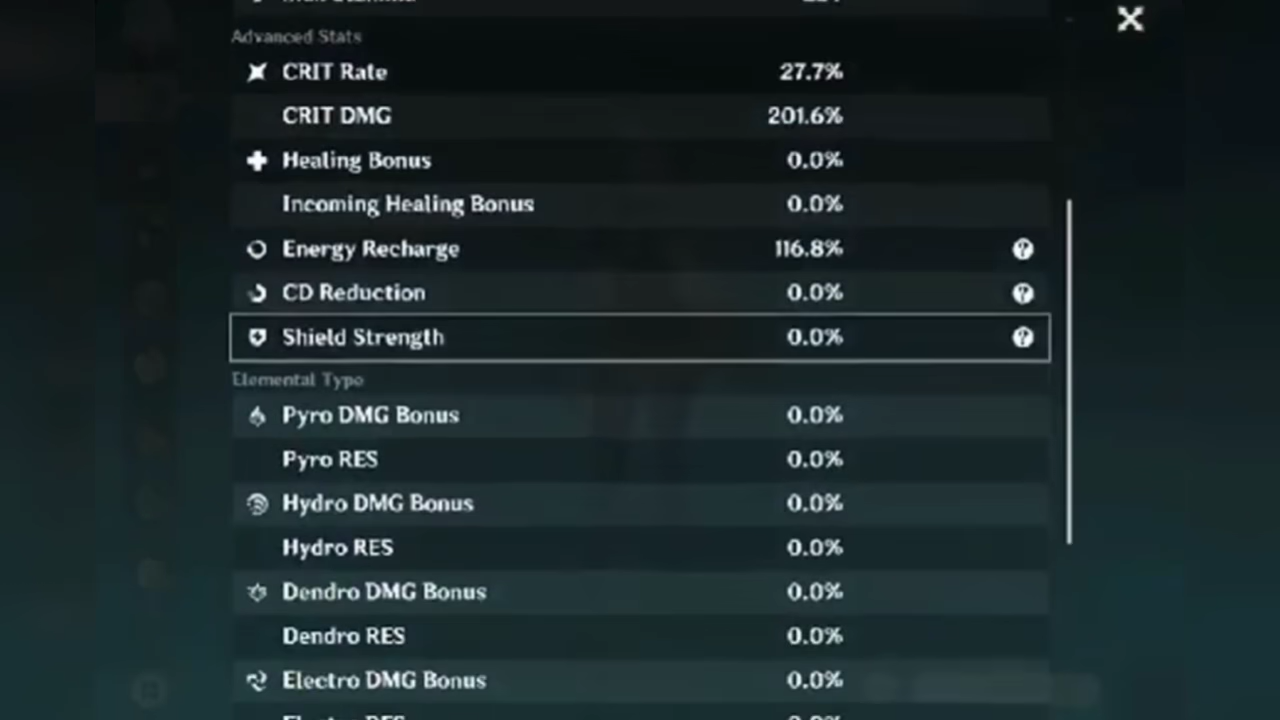 Advanced Stats
CRIT Rate 27.7%
CRIT DMG 201.6%
Healing Bonus 0.0%
Incoming Healing Bonus 0.0%
Energy Recharge 116.8% ?
CD Reduction 0.0% ?
Shield Strength 0.0% ?
Elemental Type
Pyro DMG Bonus 0.0%
Pyro RES 0.0%
Hydro DMG Bonus 0.0%
Hydro RES 0.0%
Dendro DMG Bonus 0.0%
Dendro RES 0.0%
Electro DMG Bonus 0.0%